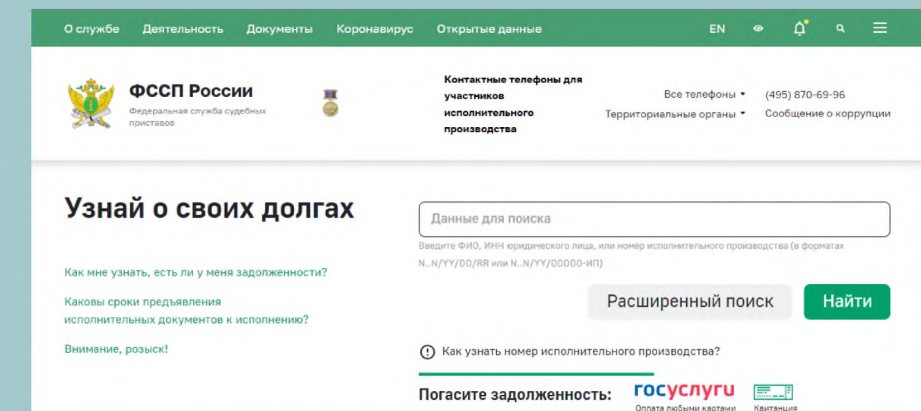 О службе Деятельность Документы Коронавирус Открытые данные EN
ФССП России
Федеральная служба судебных
приставов
Контактные телефоны для
участников
исполнительного
производства
Все телефоны (495) 870-69-96
Территориальные органы Сообщение о коррупции
Узнай о своих долгах
Данные для поиска
Введите ФИО, ИНН юридического лица, или номер исполнительного производства (в форматах
N..N/YY/DD/RR или N..N/YY/DDDDD-ИП)
Как мне узнать, есть ли у меня задолженности?
Каковы сроки предъявления
исполнительных документов к исполнению?
Внимание, розыск!
Расширенный поиск Найти
Как узнать номер исполнительного производства?
Погасите задолженность: госуслуги
Оплата любыми картами Квитанция